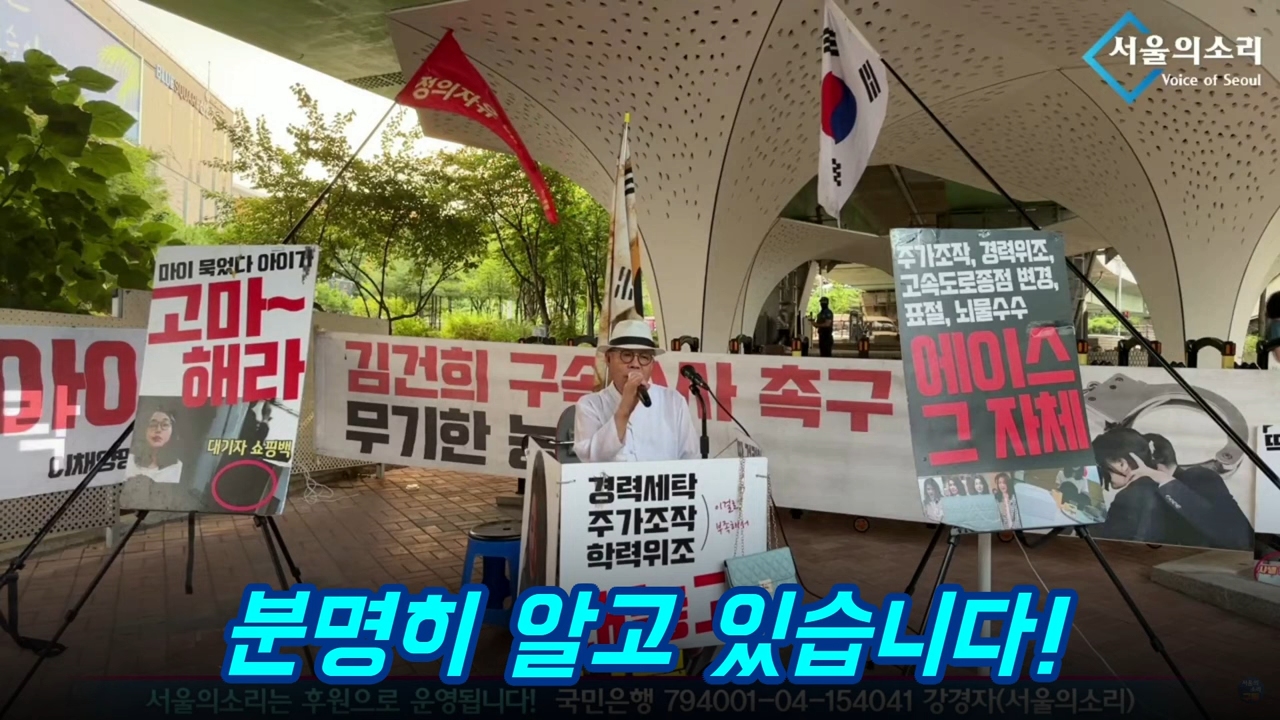 서울의소리
Voice of Seoul
정의자유
마이 묵었다 아이가
고마~
해라
대기자 쇼핑백
김건희 구속 촉구
무기한
주가조작, 경력위조,
고속도로종점 변경,
표절, 뇌물수수
에이스
그 자체
경력세탁
주가조작
학력위조
분명히 알고 있습니다!
서울의소리는 후원으로 운영됩니다! 국민은행 794001-04-154041 강경자(서울의소리)